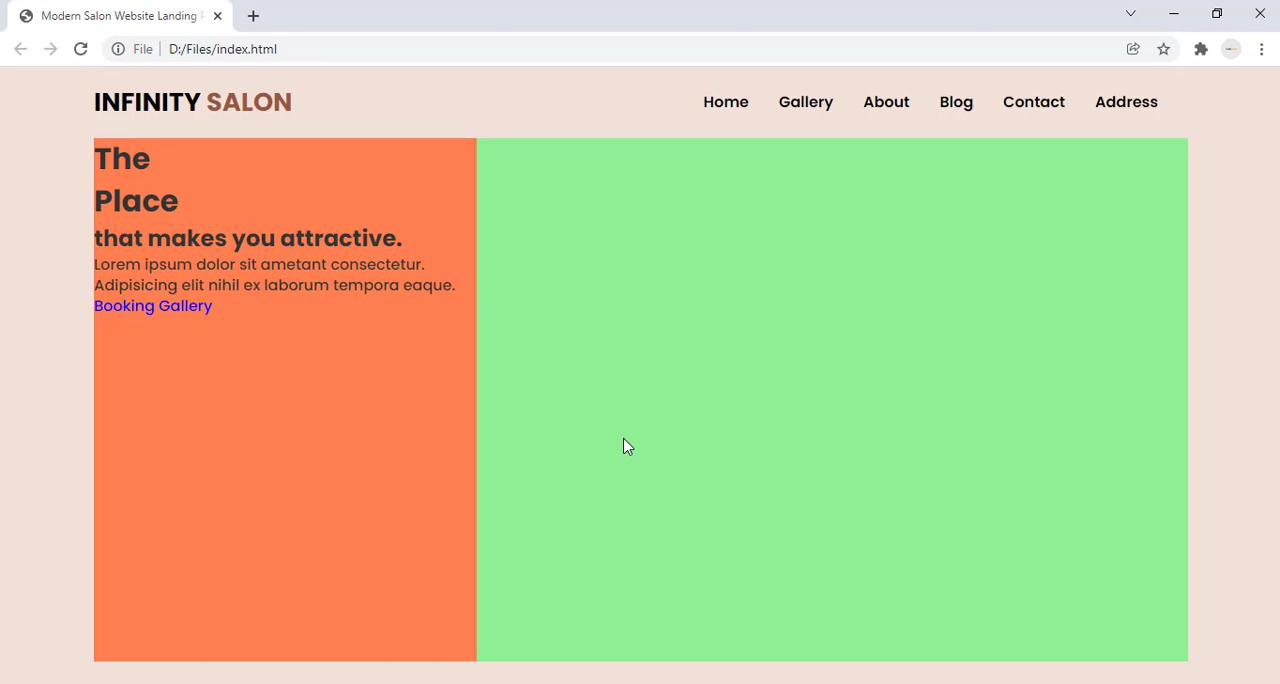 Modern Salon Website Landing
File D:/Files/index.html
INFINITY SALON
Home Gallery About Blog Contact Address
The
Place
that makes you attractive.
Lorem ipsum dolor sit ametant consectetur.
Adipisicing elit nihil ex laborum tempora eaque.
Booking Gallery